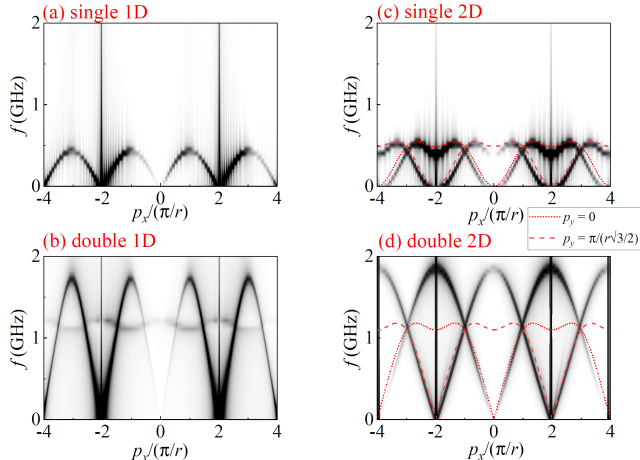 (a) single 1D
2
1
0
f (GHz)
-4 -2 0 2 4
p_x/(π/r)
(c) single 2D
2
1
0
f (GHz)
-4 -2 0 2 4
p_x/(π/r)
p_y = 0
p_y = π/(r√3/2)
(b) double 1D
2
1
0
f (GHz)
-4 -2 0 2 4
p_x/(π/r)
(d) double 2D
2
1
0
f (GHz)
-4 -2 0 2 4
p_x/(π/r)